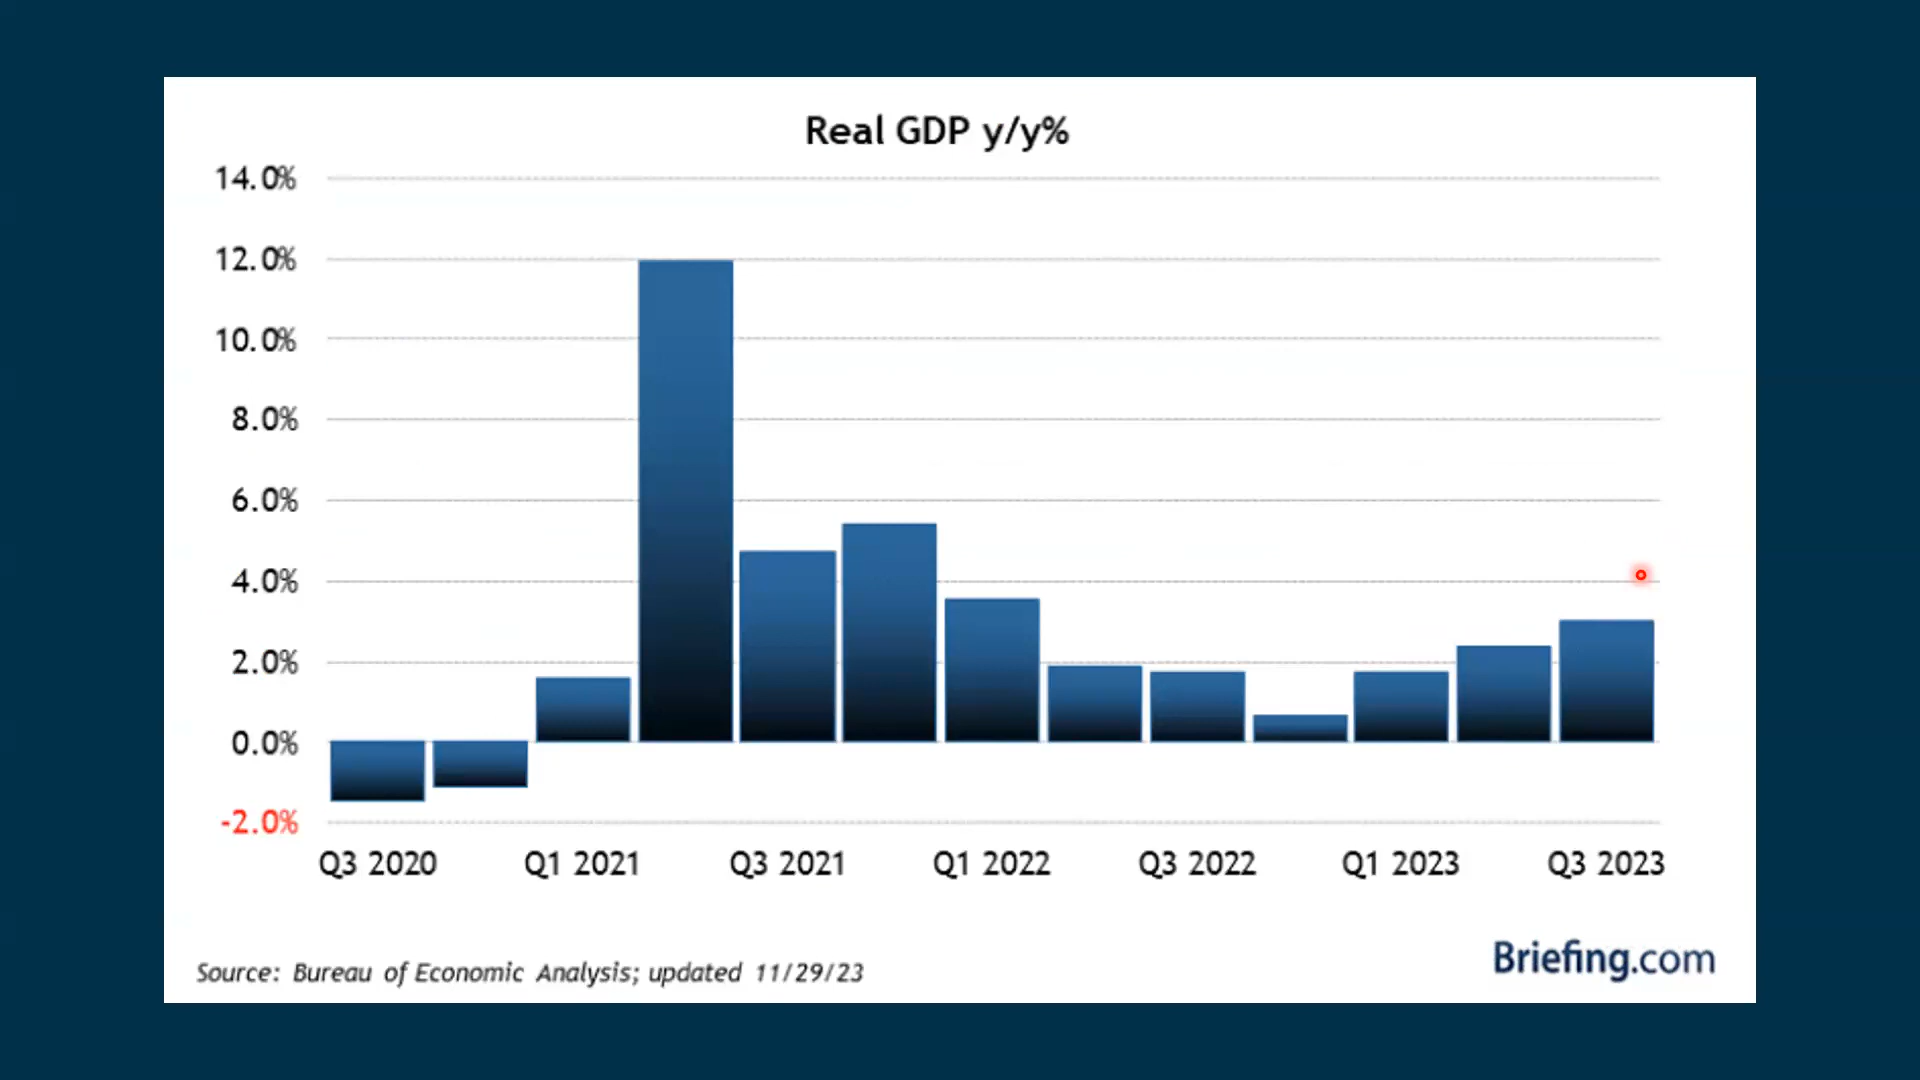 Real GDP y/y%
14.0%
12.0%
10.0%
8.0%
6.0%
4.0%
2.0%
0.0%
-2.0%
Q3 2020 Q1 2021 Q3 2021 Q1 2022 Q3 2022 Q1 2023 Q3 2023
Source: Bureau of Economic Analysis; updated 11/29/23
Briefing.com